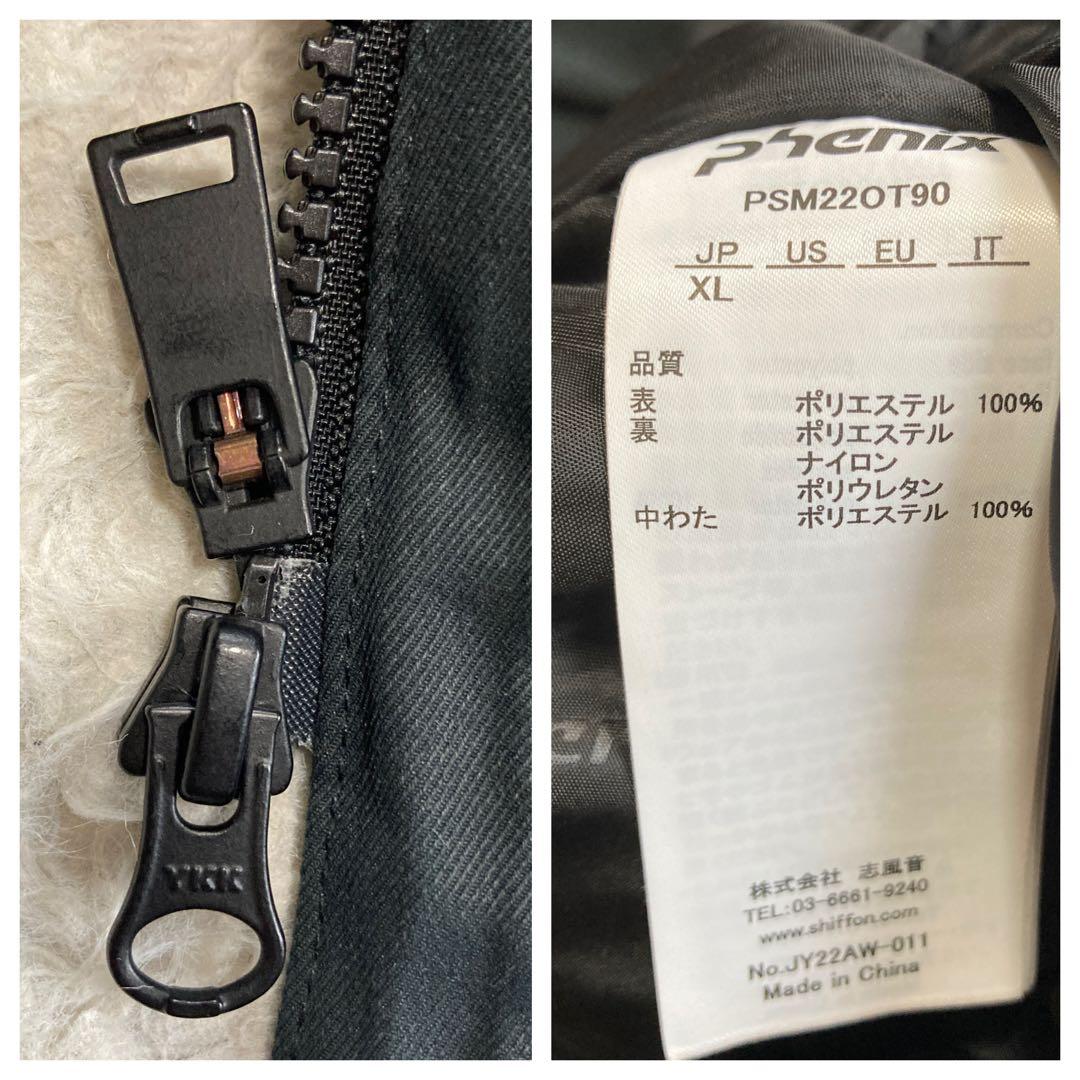 YKK
phenix
PSM22OT90
JP US EU IT
XL
品質
表 ポリエステル 100%
裏 ポリエステル
ナイロン
ポリウレタン
中わた ポリエステル 100%
株式会社 志風音
TEL:03-6661-9240
www.shiffon.com
No.JY22AW-011
Made in China